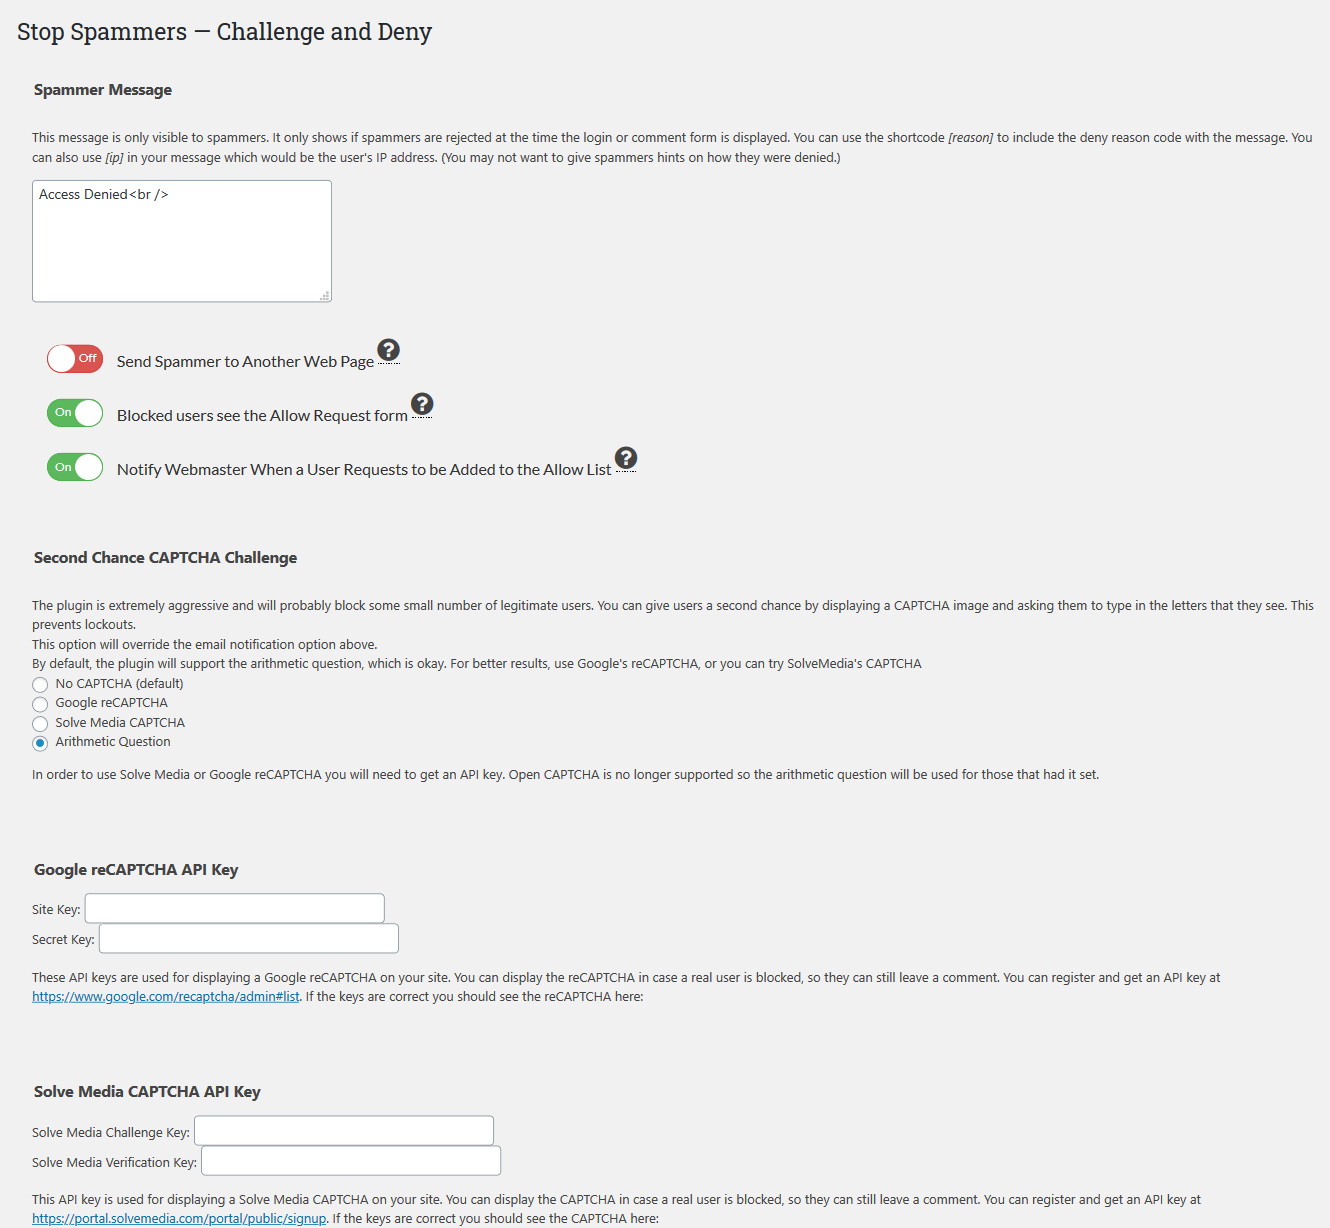 Stop Spammers — Challenge and Deny
Spammer Message
This message is only visible to spammers. It only shows if spammers are rejected at the time the login or comment form is displayed. You can use the shortcode [reason] to include the deny reason code with the message. You
can also use [ip] in your message which would be the user's IP address. (You may not want to give spammers hints on how they were denied.)
Access Denied<br />
Off Send Spammer to Another Web Page ?
On Blocked users see the Allow Request form ?
On Notify Webmaster When a User Requests to be Added to the Allow List ?
Second Chance CAPTCHA Challenge
The plugin is extremely aggressive and will probably block some small number of legitimate users. You can give users a second chance by displaying a CAPTCHA image and asking them to type in the letters that they see. This
prevents lockouts.
This option will override the email notification option above.
By default, the plugin will support the arithmetic question, which is okay. For better results, use Google's reCAPTCHA, or you can try SolveMedia's CAPTCHA
No CAPTCHA (default)
Google reCAPTCHA
Solve Media CAPTCHA
Arithmetic Question
In order to use Solve Media or Google reCAPTCHA you will need to get an API key. Open CAPTCHA is no longer supported so the arithmetic question will be used for those that had it set.
Google reCAPTCHA API Key
Site Key:
Secret Key:
These API keys are used for displaying a Google reCAPTCHA on your site. You can display the reCAPTCHA in case a real user is blocked, so they can still leave a comment. You can register and get an API key at
https://www.google.com/recaptcha/admin#list. If the keys are correct you should see the reCAPTCHA here:
Solve Media CAPTCHA API Key
Solve Media Challenge Key:
Solve Media Verification Key:
This API key is used for displaying a Solve Media CAPTCHA on your site. You can display the CAPTCHA in case a real user is blocked, so they can still leave a comment. You can register and get an API key at
https://portal.solvemedia.com/portal/public/signup. If the keys are correct you should see the CAPTCHA here: